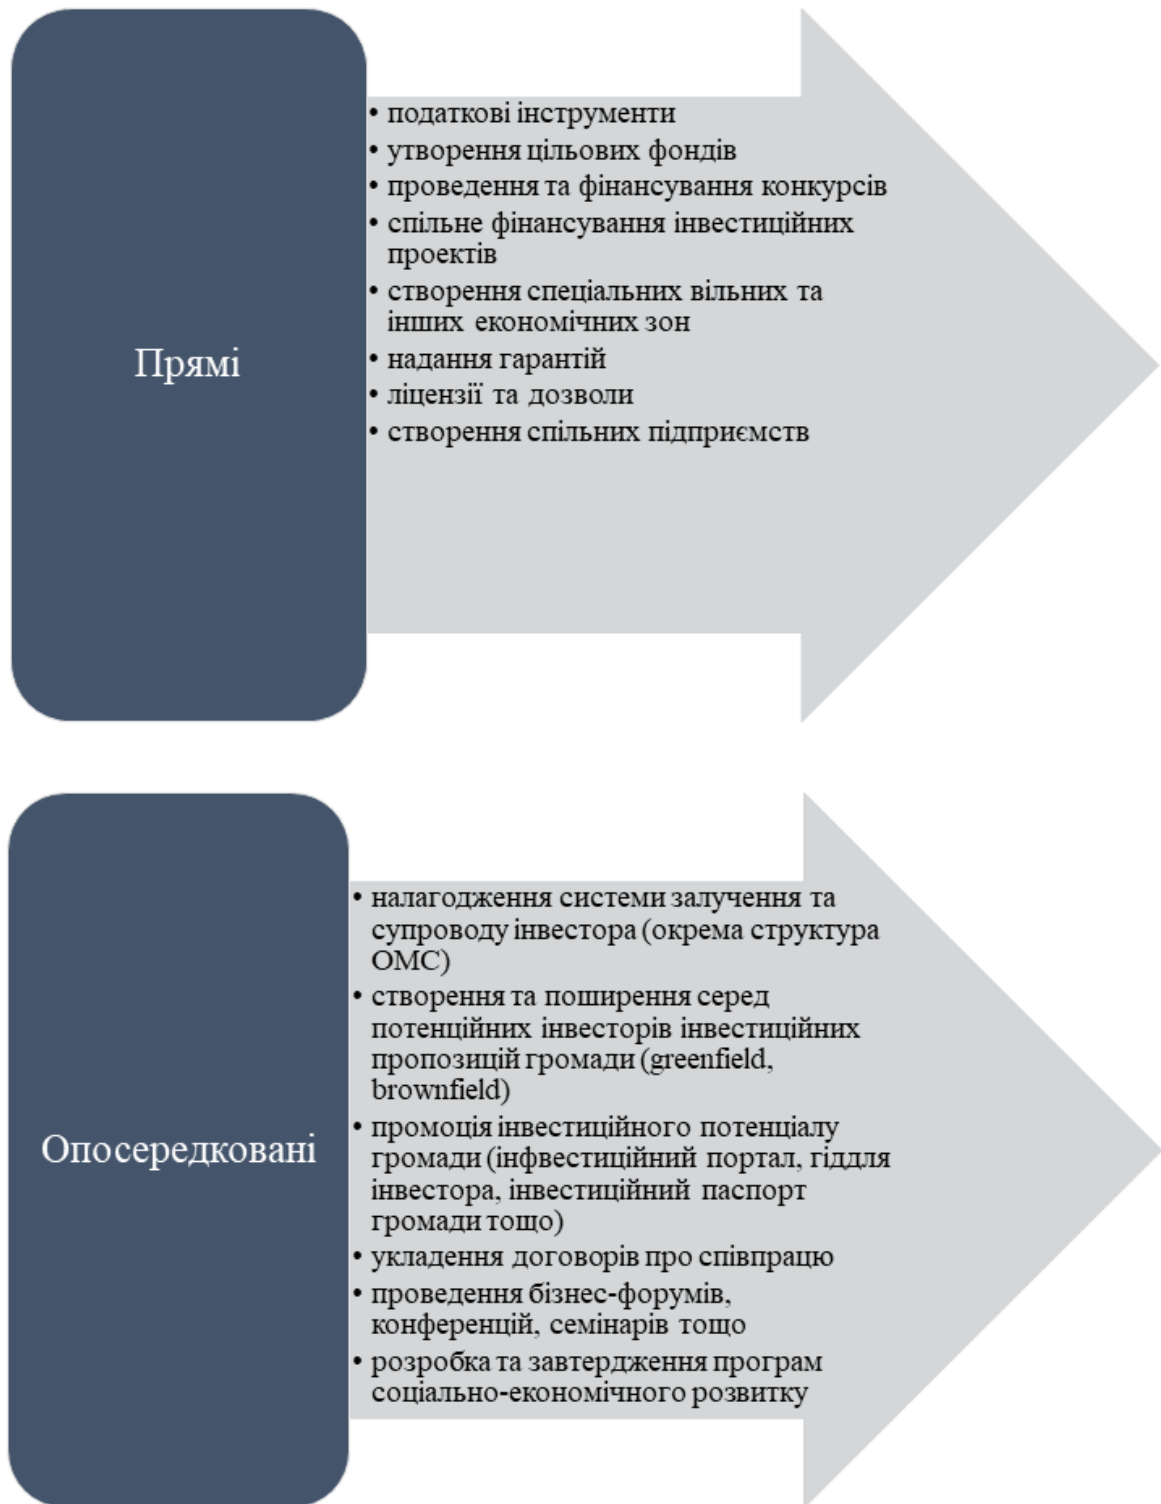 Прямі
• податкові інструменти
• утворення цільових фондів
• проведення та фінансування конкурсів
• спільне фінансування інвестиційних
проектів
• створення спеціальних вільних та
інших економічних зон
• надання гарантій
• ліцензії та дозволи
• створення спільних підприємств
Опосередковані
• налагодження системи залучення та
супроводу інвестора (окрема структура
ОМС)
• створення та поширення серед
потенційних інвесторів інвестиційних
пропозицій громади (greenfield,
brownfield)
• промоція інвестиційного потенціалу
громади (інфвестиційний портал, гіддля
інвестора, інвестиційний паспорт
громади тощо)
• укладення договорів про співпрацю
• проведення бізнес-форумів,
конференцій, семінарів тощо
• розробка та завтердження програм
соціально-економічного розвитку